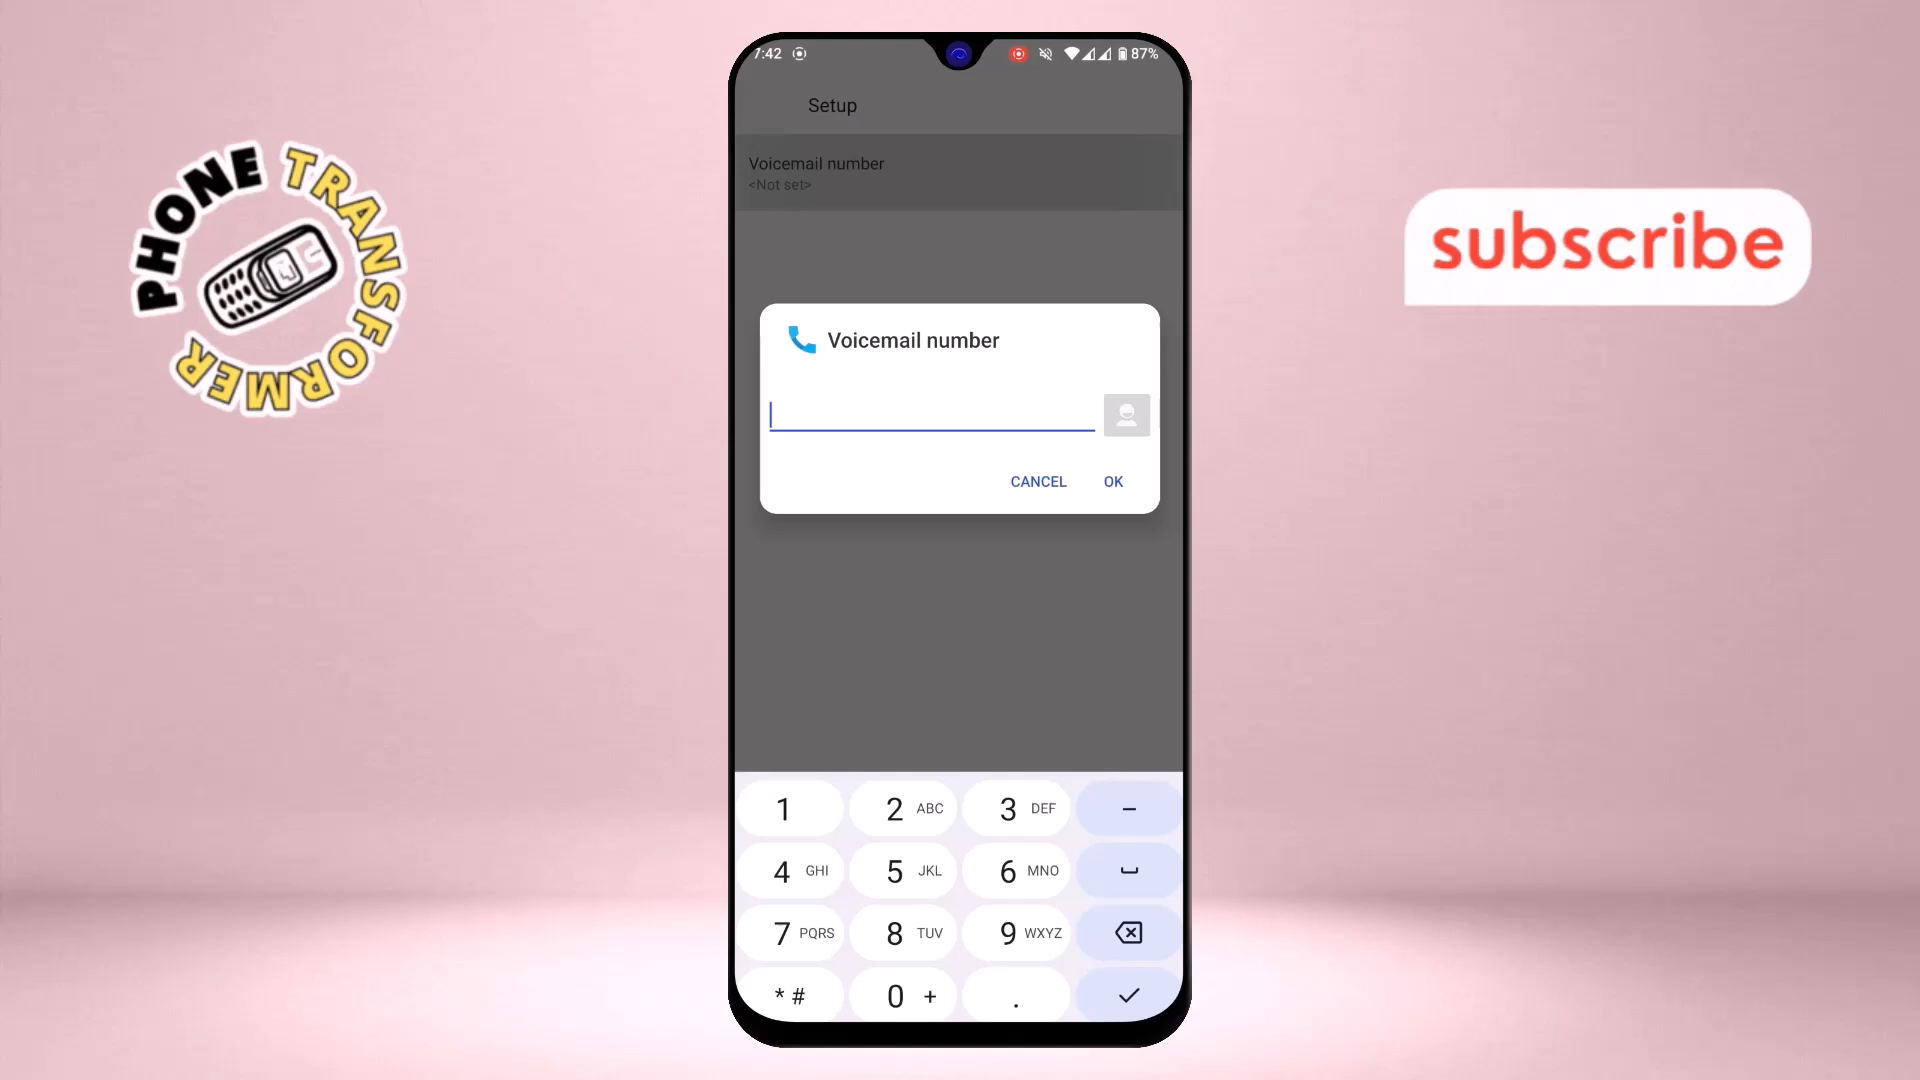 PHONE TRANSFORMER
subscribe
7:42
87%
Setup
Voicemail number
<Not set>
Voicemail number
CANCEL OK
1 2 ABC 3 DEF –
4 GHI 5 JKL 6 MNO
7 PQRS 8 TUV 9 WXYZ
* # 0 + .